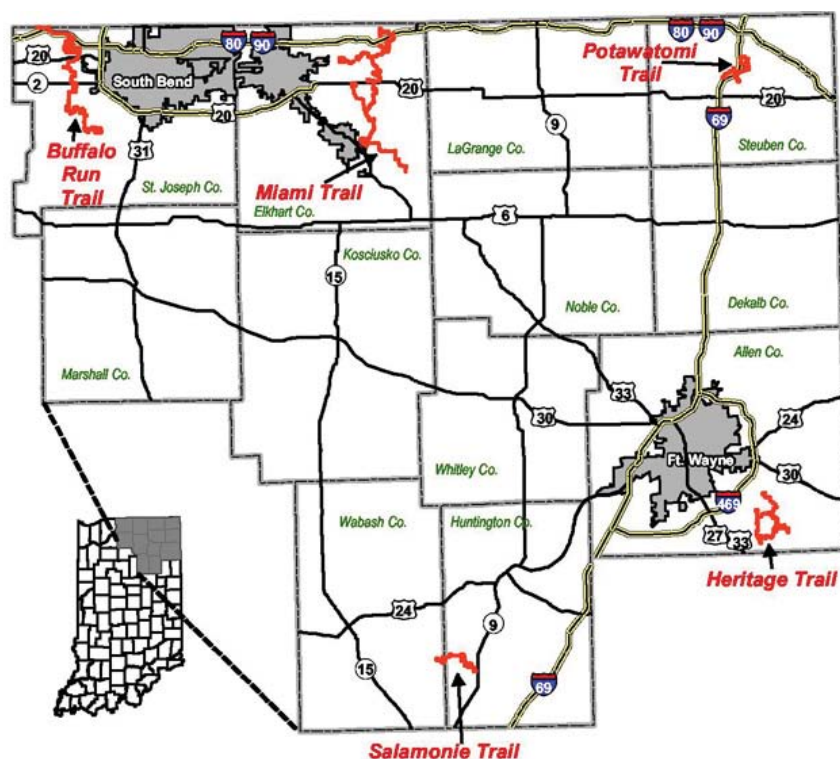 80
90
80
90
Potawatomi
Trail
20
2
South Bend
20
20
20
9
69
31
LaGrange Co.
Steuben Co.
Buffalo
Run
Trail
St. Joseph Co.
Miami Trail
Elkhart Co.
6
Kosciusko Co.
15
Noble Co.
Dekalb Co.
Allen Co.
Marshall Co.
33
30
24
Ft. Wayne
Whitley Co.
30
469
Wabash Co.
Huntington Co.
27
33
Heritage Trail
24
9
15
69
Salamonie Trail